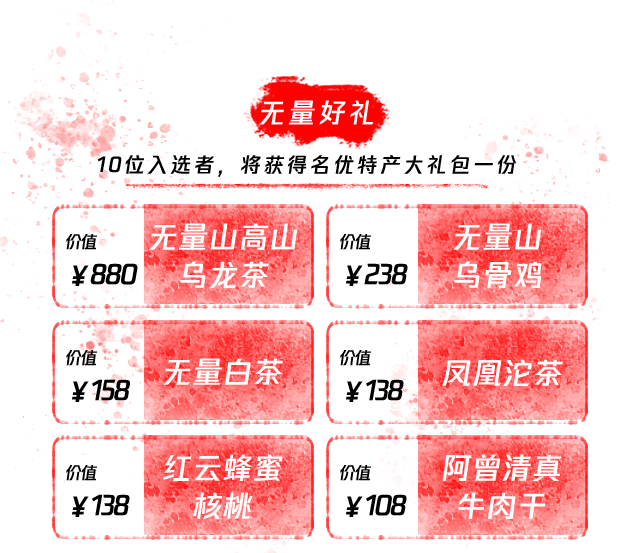 无量好礼
10位入选者，将获得名优特产大礼包一份
价值
￥880
无量山高山
乌龙茶
价值
￥238
无量山
乌骨鸡
价值
￥158
无量白茶
价值
￥138
凤凰沱茶
价值
￥138
红云蜂蜜
核桃
价值
￥108
阿曾清真
牛肉干